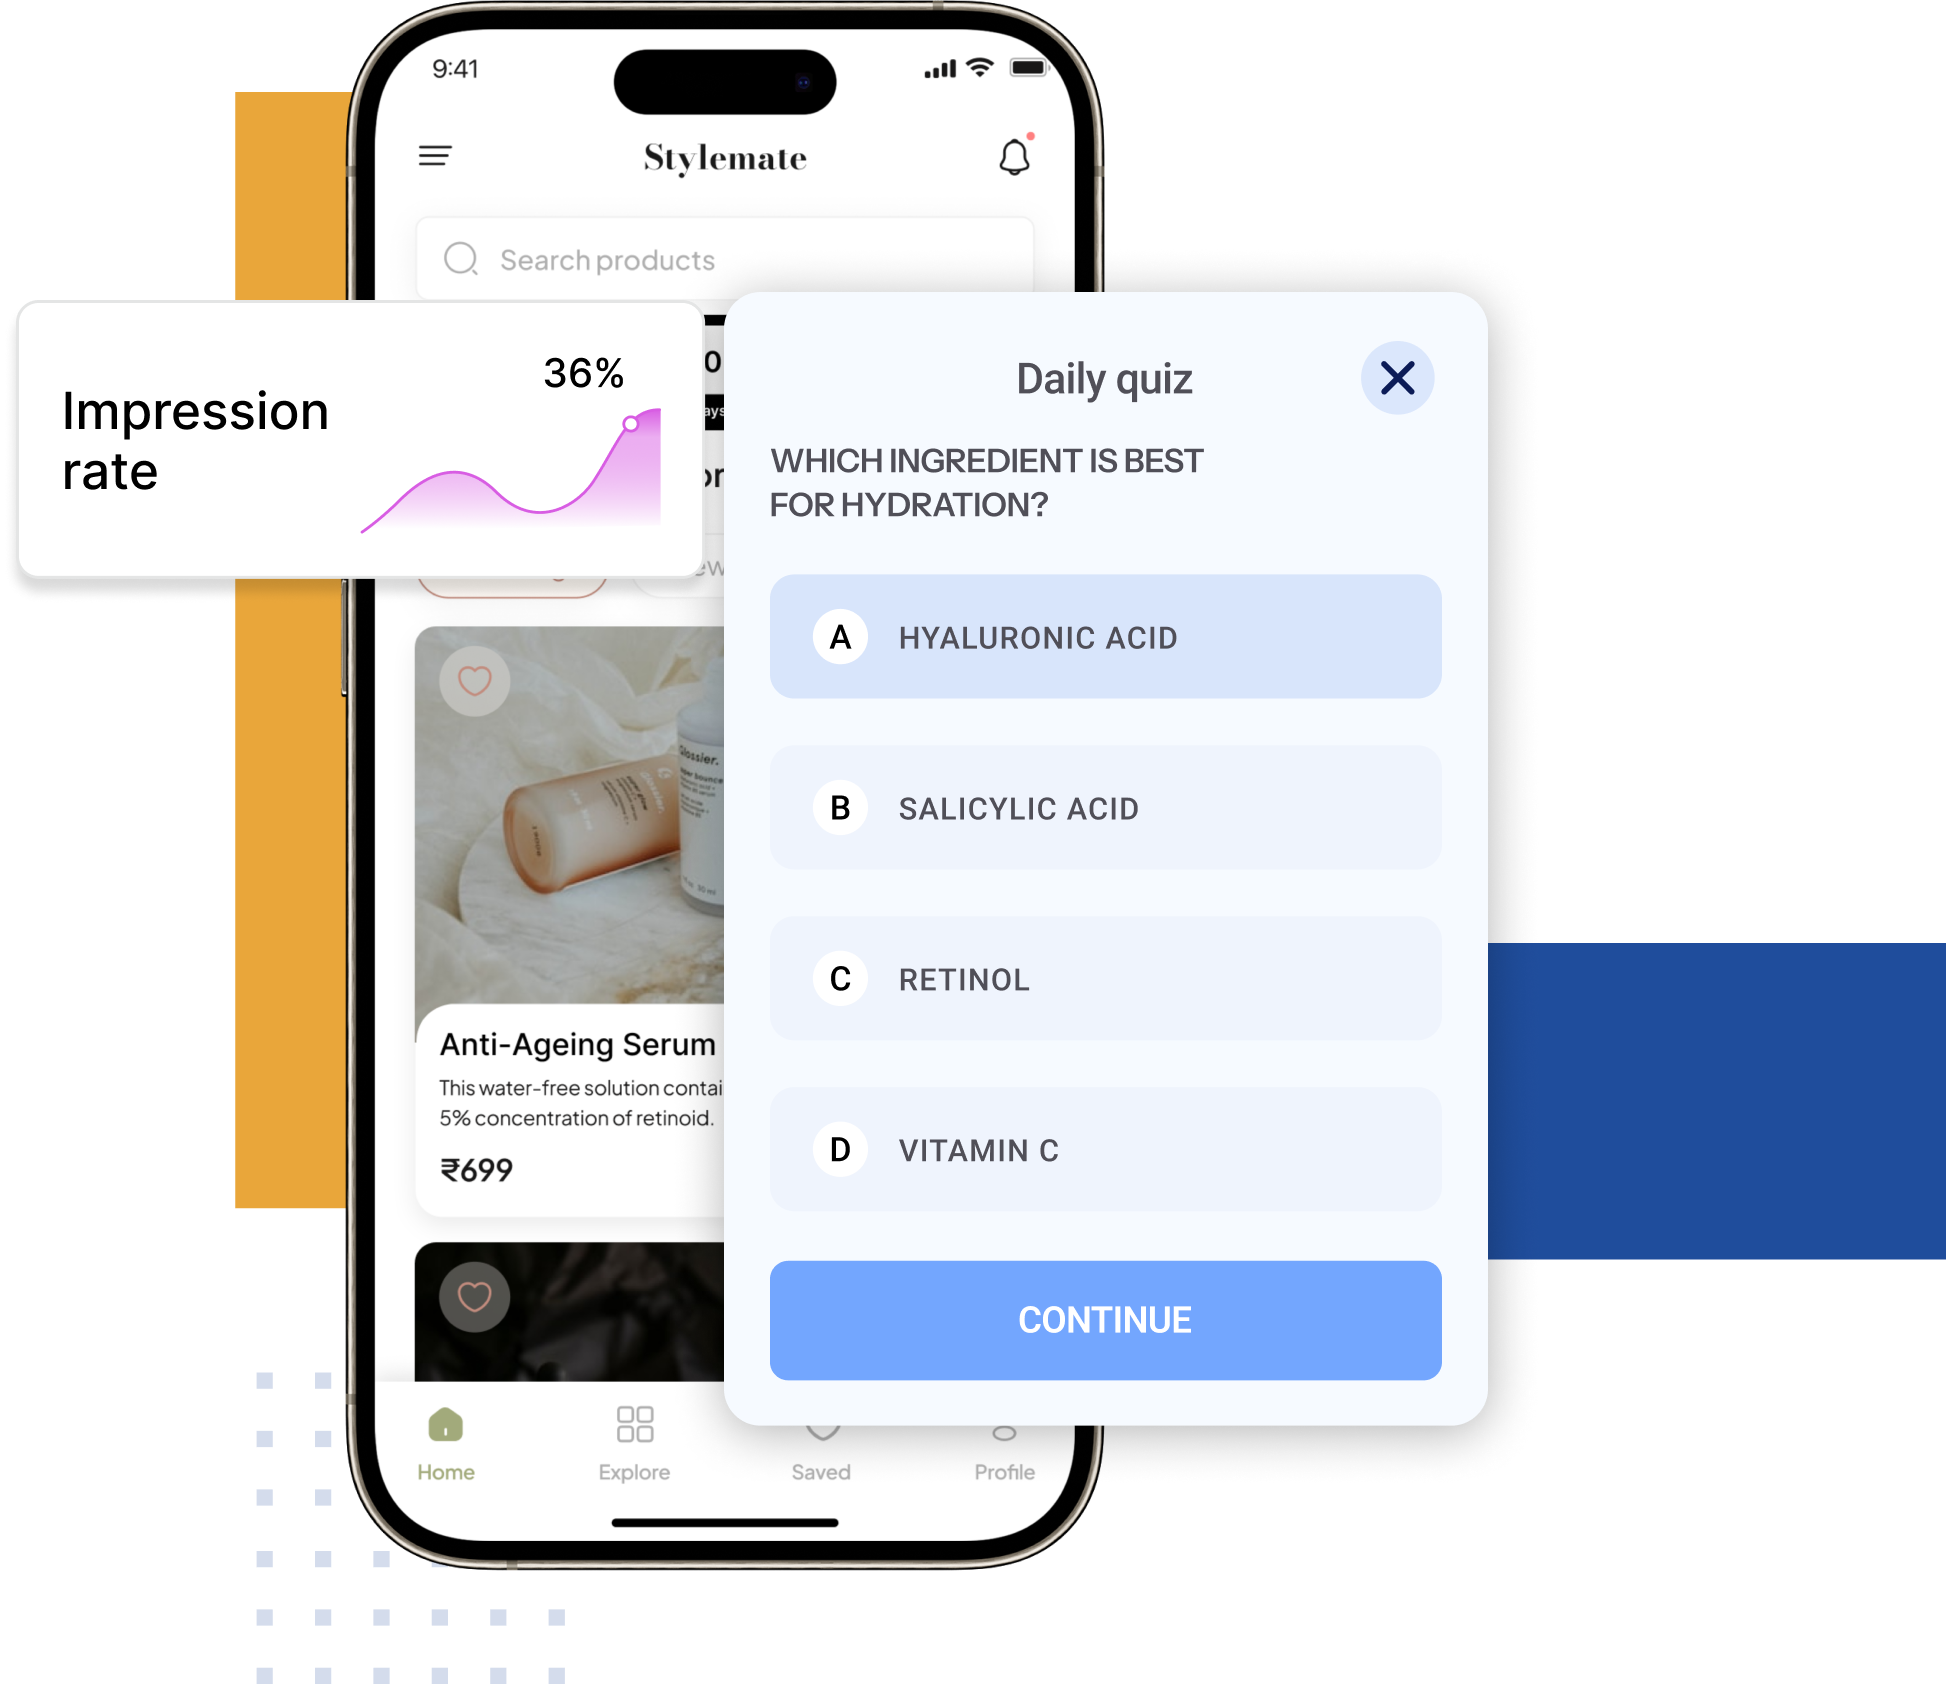 9:41
Stylemate
Search products
36%
Impression
rate
Daily quiz
WHICH INGREDIENT IS BEST
FOR HYDRATION?
A HYALURONIC ACID
B SALICYLIC ACID
C RETINOL
D VITAMIN C
CONTINUE
Glossier.
Anti-Ageing Serum
This water-free solution
5% concentration of retinoid.
₹699
Home
Explore
Saved
Profile